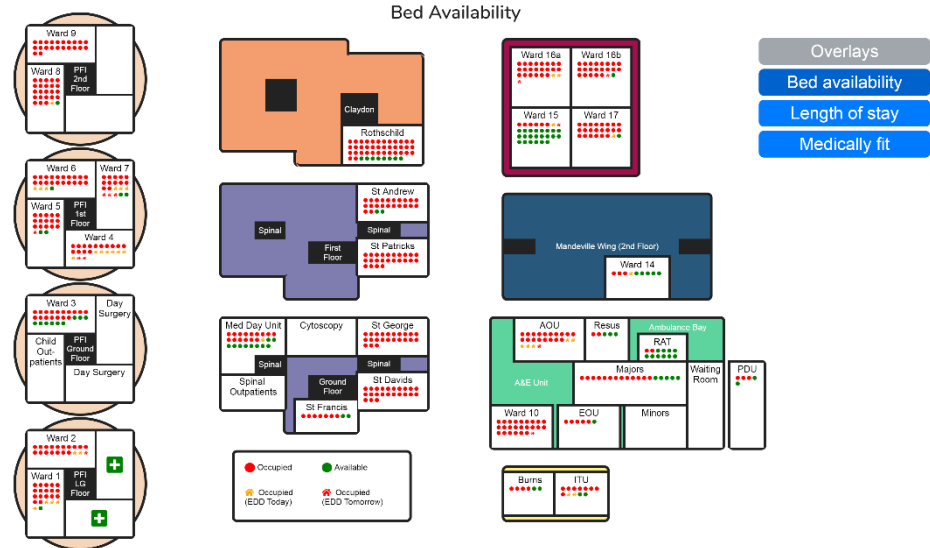 Bed Availability
Ward 9
Ward 8
PFI
2nd
Floor
Claydon
Rothschild
Ward 16a
Ward 16b
Ward 15
Ward 17
Overlays
Bed availability
Length of stay
Medically fit
Ward 6
Ward 7
Ward 5
PFI
1st
Floor
Ward 4
St Andrew
Spinal
Spinal
First
Floor
St Patricks
Mandeville Wing (2nd Floor)
Ward 14
Ward 3
Day
Surgery
Child
Out-
patients
PFI
Ground
Floor
Day Surgery
Med Day Unit
Cytoscopy
St George
Spinal
Spinal
Spinal
Outpatients
Ground
Floor
St Davids
St Francis
AOU
Resus
Ambulance Bay
RAT
A&E Unit
Majors
Waiting
Room
PDU
Ward 10
EOU
Minors
Ward 2
Ward 1
PFI
LG
Floor
Occupied
Available
Occupied
(EDD Today)
Occupied
(EDD Tomorrow)
Burns
ITU